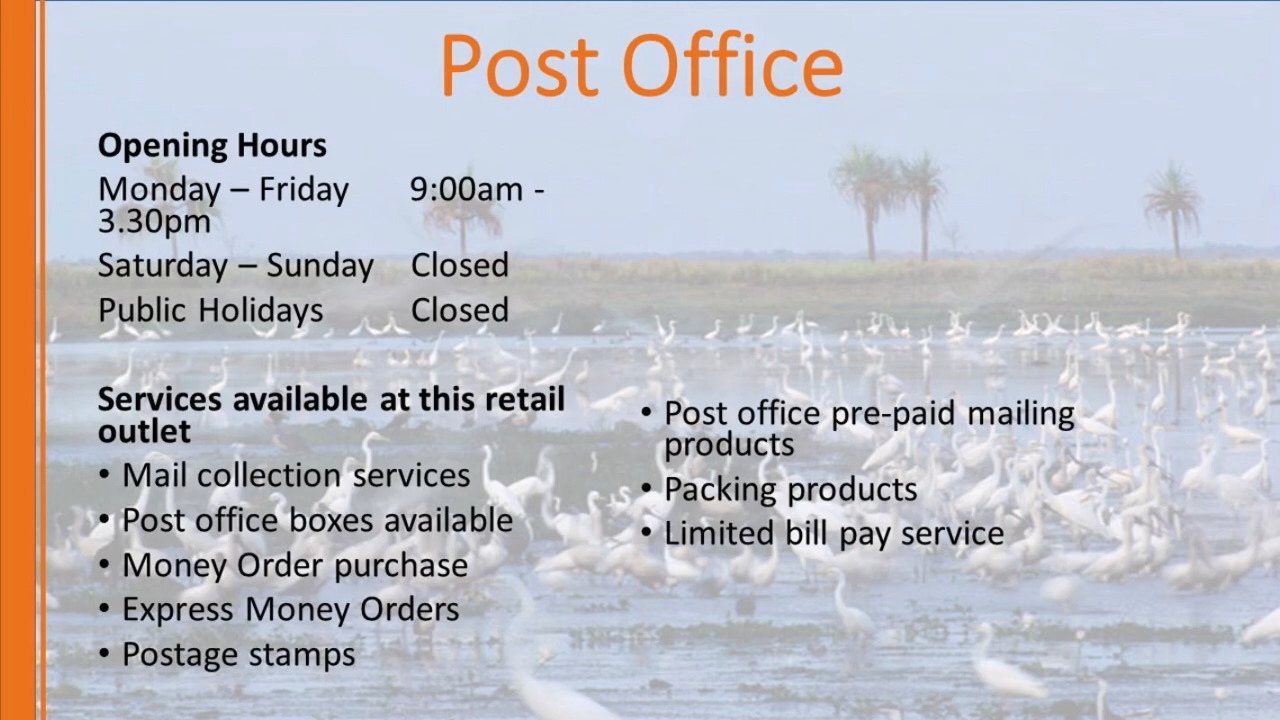 Post Office
Opening Hours
Monday – Friday 9:00am -
3.30pm
Saturday – Sunday Closed
Public Holidays Closed
Services available at this retail
outlet
• Mail collection services
• Post office boxes available
• Money Order purchase
• Express Money Orders
• Postage stamps
• Post office pre-paid mailing
products
• Packing products
• Limited bill pay service